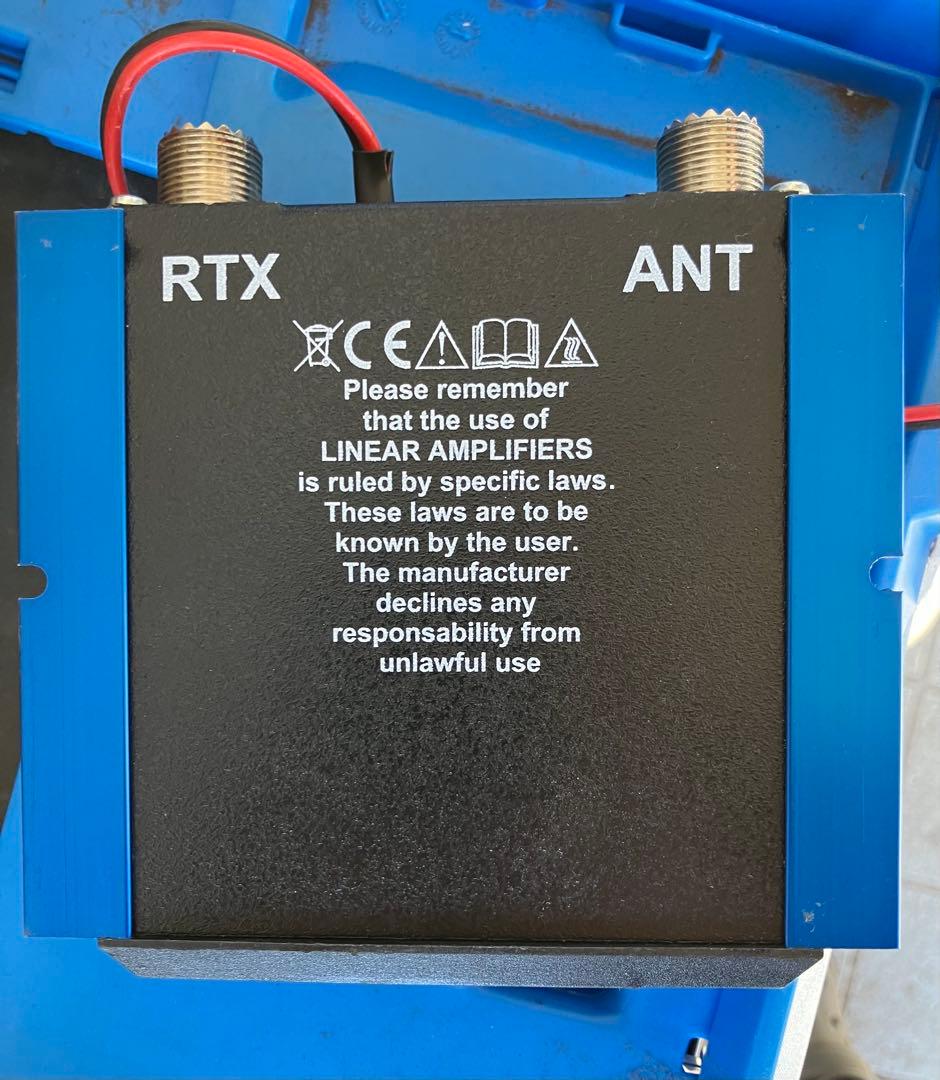 RTX ANT
CE
Please remember
that the use of
LINEAR AMPLIFIERS
is ruled by specific laws.
These laws are to be
known by the user.
The manufacturer
declines any
responsability from
unlawful use